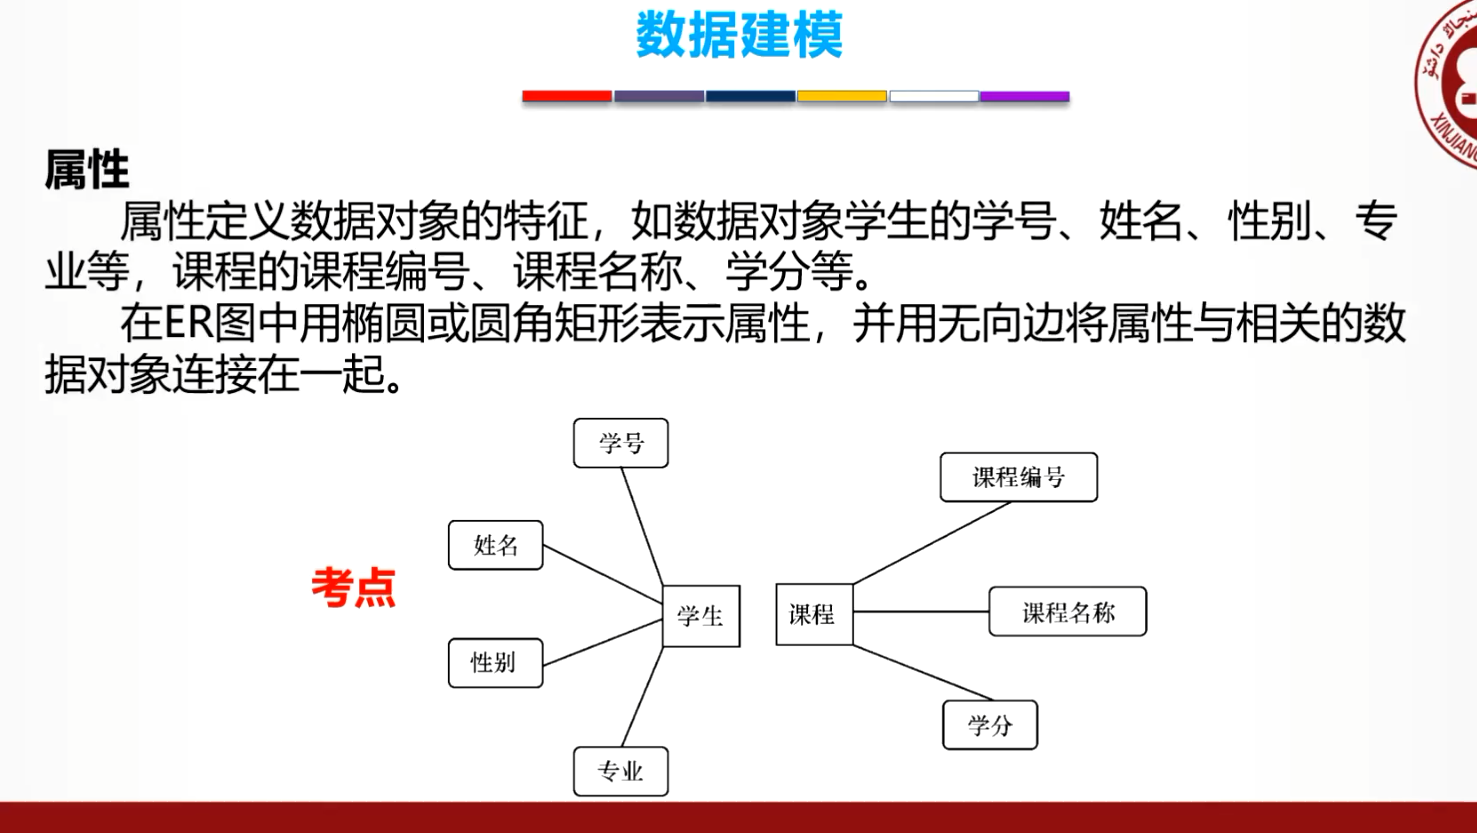 数据建模
属性
属性定义数据对象的特征，如数据对象学生的学号、姓名、性别、专
业等，课程的课程编号、课程名称、学分等。
在ER图中用椭圆或圆角矩形表示属性，并用无向边将属性与相关的数
据对象连接在一起。
学号
课程编号
姓名
考点
学生
课程
课程名称
性别
学分
专业
XINJIANG